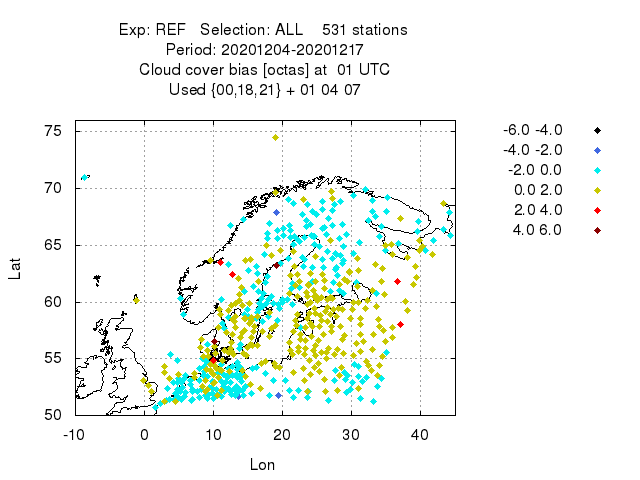 Exp: REF   Selection: ALL    531 stations
Period: 20201204-20201217
Cloud cover bias [octas] at  01 UTC
Used {00,18,21} + 01 04 07
-6.0 -4.0
-4.0 -2.0
-2.0 0.0
0.0 2.0
2.0 4.0
4.0 6.0
75
70
65
60
55
50
Lat
-10 0 10 20 30 40
Lon